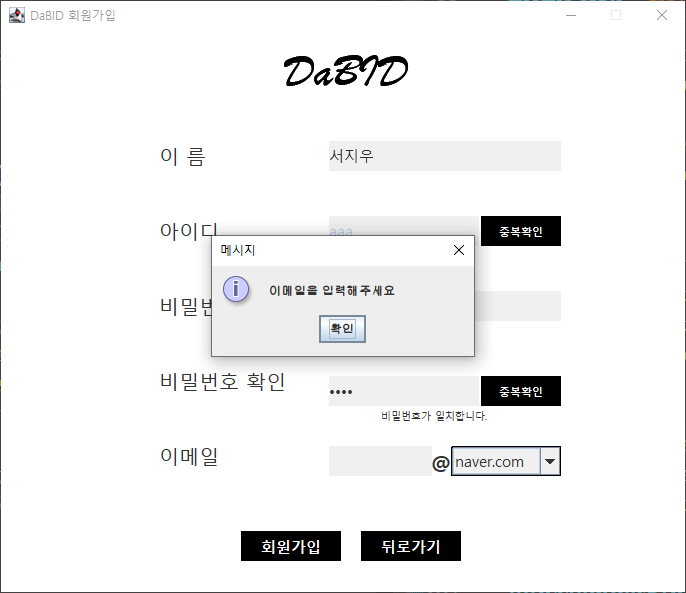 DaBID 회원가입
DaBID
이 름
서지우
아이디
aaa
중복확인
메시지
이메일을 입력해주세요
확인
비밀번
비밀번호 확인
••••
중복확인
비밀번호가 일치합니다.
이메일
@
naver.com
회원가입
뒤로가기